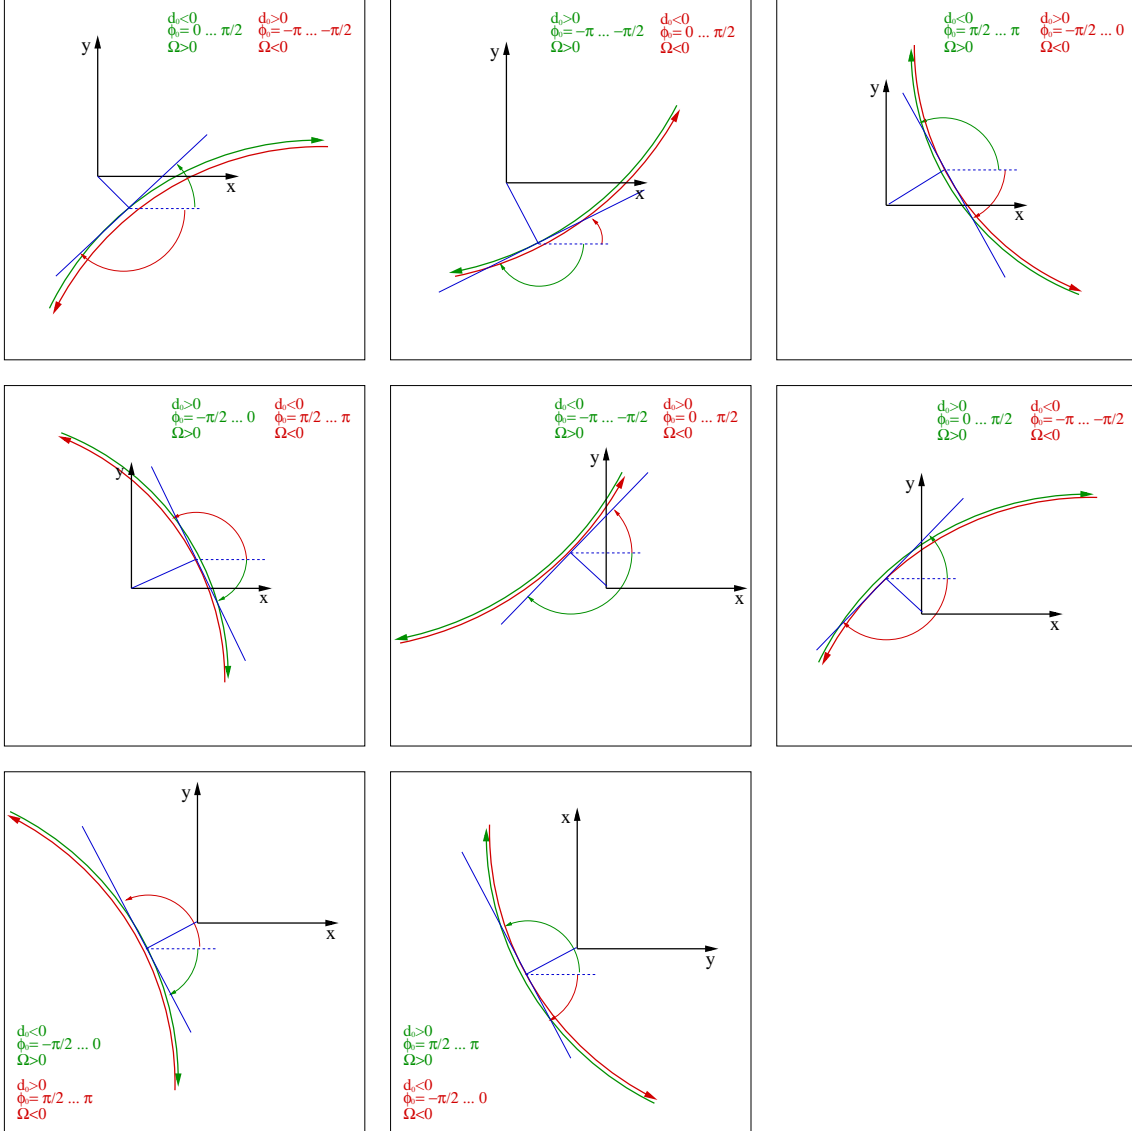 d₀<0
ϕ₀= 0 ... π/2
Ω>0
d₀>0
ϕ₀= −π ... −π/2
Ω<0
y
x
d₀>0
ϕ₀= −π ... −π/2
Ω>0
d₀<0
ϕ₀= 0 ... π/2
Ω<0
y
x
d₀<0
ϕ₀= π/2 ... π
Ω>0
d₀>0
ϕ₀= −π/2 ... 0
Ω<0
y
x
d₀>0
ϕ₀= −π/2 ... 0
Ω>0
d₀<0
ϕ₀= π/2 ... π
Ω<0
y
x
d₀<0
ϕ₀= −π ... −π/2
Ω>0
d₀>0
ϕ₀= 0 ... π/2
Ω<0
y
x
d₀>0
ϕ₀= 0 ... π/2
Ω>0
d₀<0
ϕ₀= −π ... −π/2
Ω<0
y
x
y
x
d₀<0
ϕ₀= −π/2 ... 0
Ω>0
d₀>0
ϕ₀= π/2 ... π
Ω<0
x
y
d₀>0
ϕ₀= π/2 ... π
Ω>0
d₀<0
ϕ₀= −π/2 ... 0
Ω<0